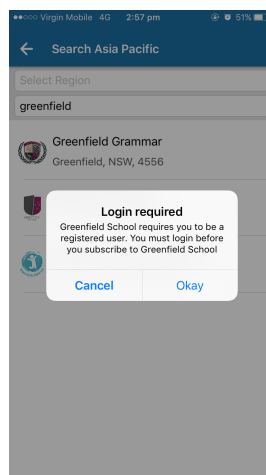 Virgin Mobile 4G 2:57 pm 51%
Search Asia Pacific
Select Region
greenfield
Greenfield Grammar
Greenfield, NSW, 4556
Login required
Greenfield School requires you to be a
registered user. You must login before
you subscribe to Greenfield School
Cancel Okay